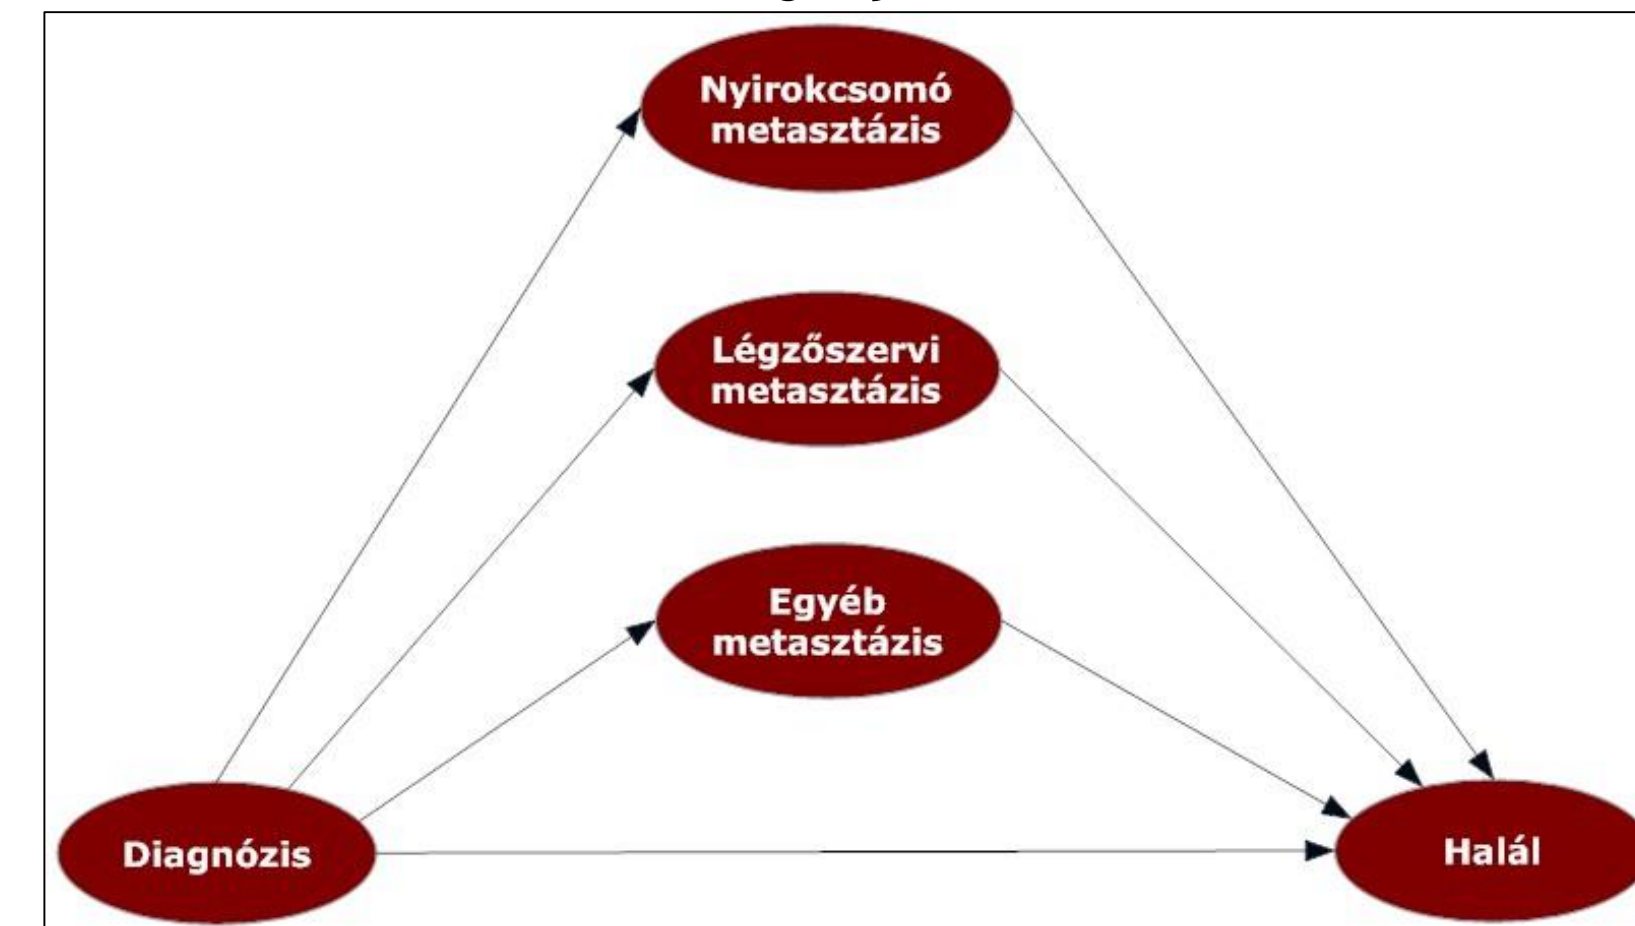 Nyirokcsomó
metasztázis
Légzőszervi
metasztázis
Egyéb
metasztázis
Diagnózis
Halál